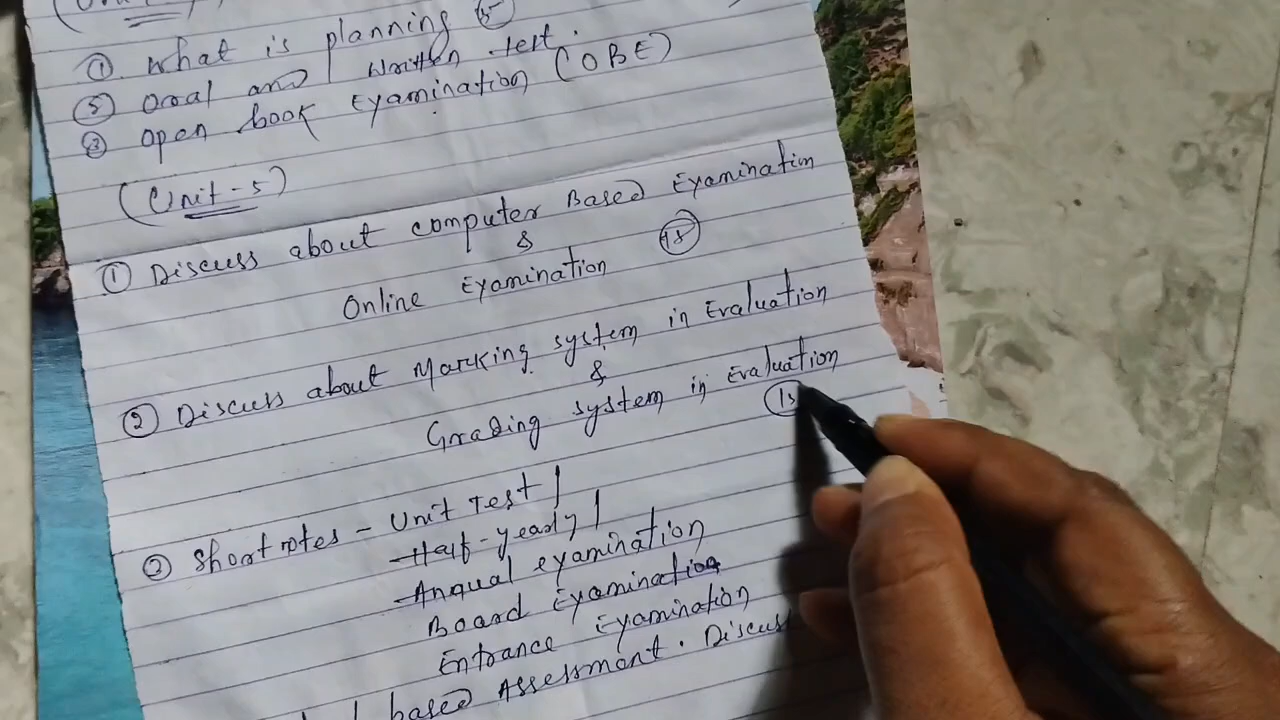 ① What is planning
⑤ Oral and written test.
③ Open book Examination (OBE)
(Unit-5)
① Discuss about computer Based Examination
&
Online Examination
② Discuss about Marking system in Evaluation
&
Grading system in Evaluation
③ Short notes - Unit Test /
- Half-yearly /
- Annual examination
Board Examination
Entrance Examination
based Assessment. Discuss